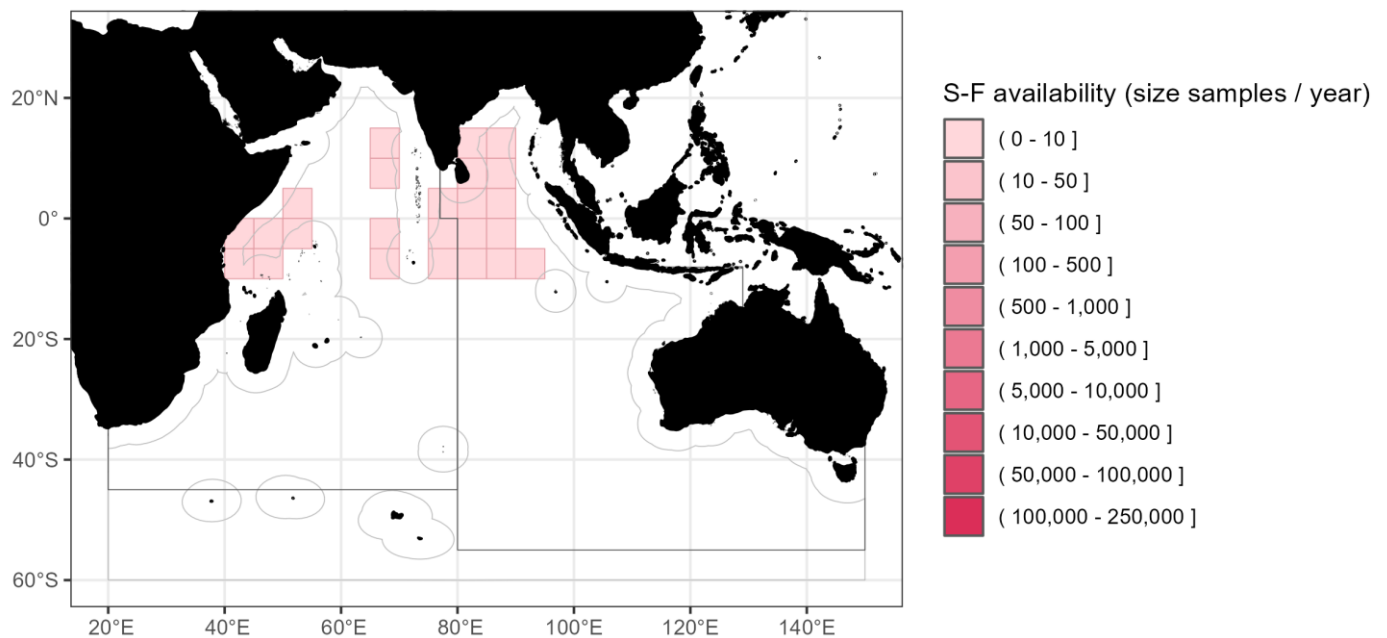 S-F availability (size samples / year)
( 0 - 10 ]
( 10 - 50 ]
( 50 - 100 ]
( 100 - 500 ]
( 500 - 1,000 ]
( 1,000 - 5,000 ]
( 5,000 - 10,000 ]
( 10,000 - 50,000 ]
( 50,000 - 100,000 ]
( 100,000 - 250,000 ]
20°N
0°
20°S
40°S
60°S
20°E 40°E 60°E 80°E 100°E 120°E 140°E